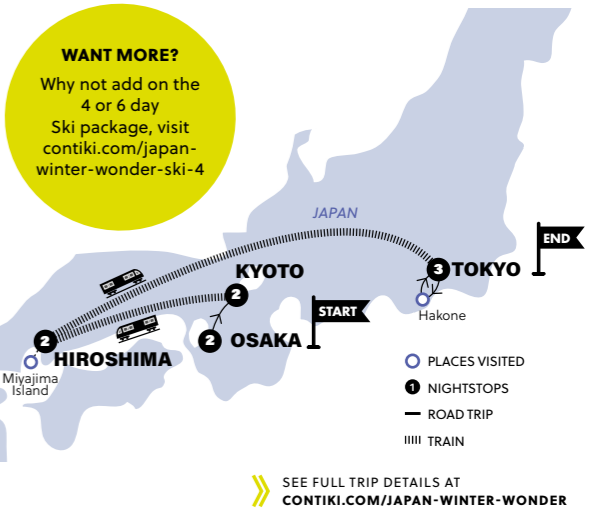 WANT MORE?
Why not add on the
4 or 6 day
Ski package, visit
contiki.com/japan-
winter-wonder-ski-4
JAPAN
END
3 TOKYO
KYOTO
2
START
Hakone
2 OSAKA
2 HIROSHIMA
Miyajima
Island
PLACES VISITED
1 NIGHTSTOPS
ROAD TRIP
TRAIN
SEE FULL TRIP DETAILS AT
CONTIKI.COM/JAPAN-WINTER-WONDER